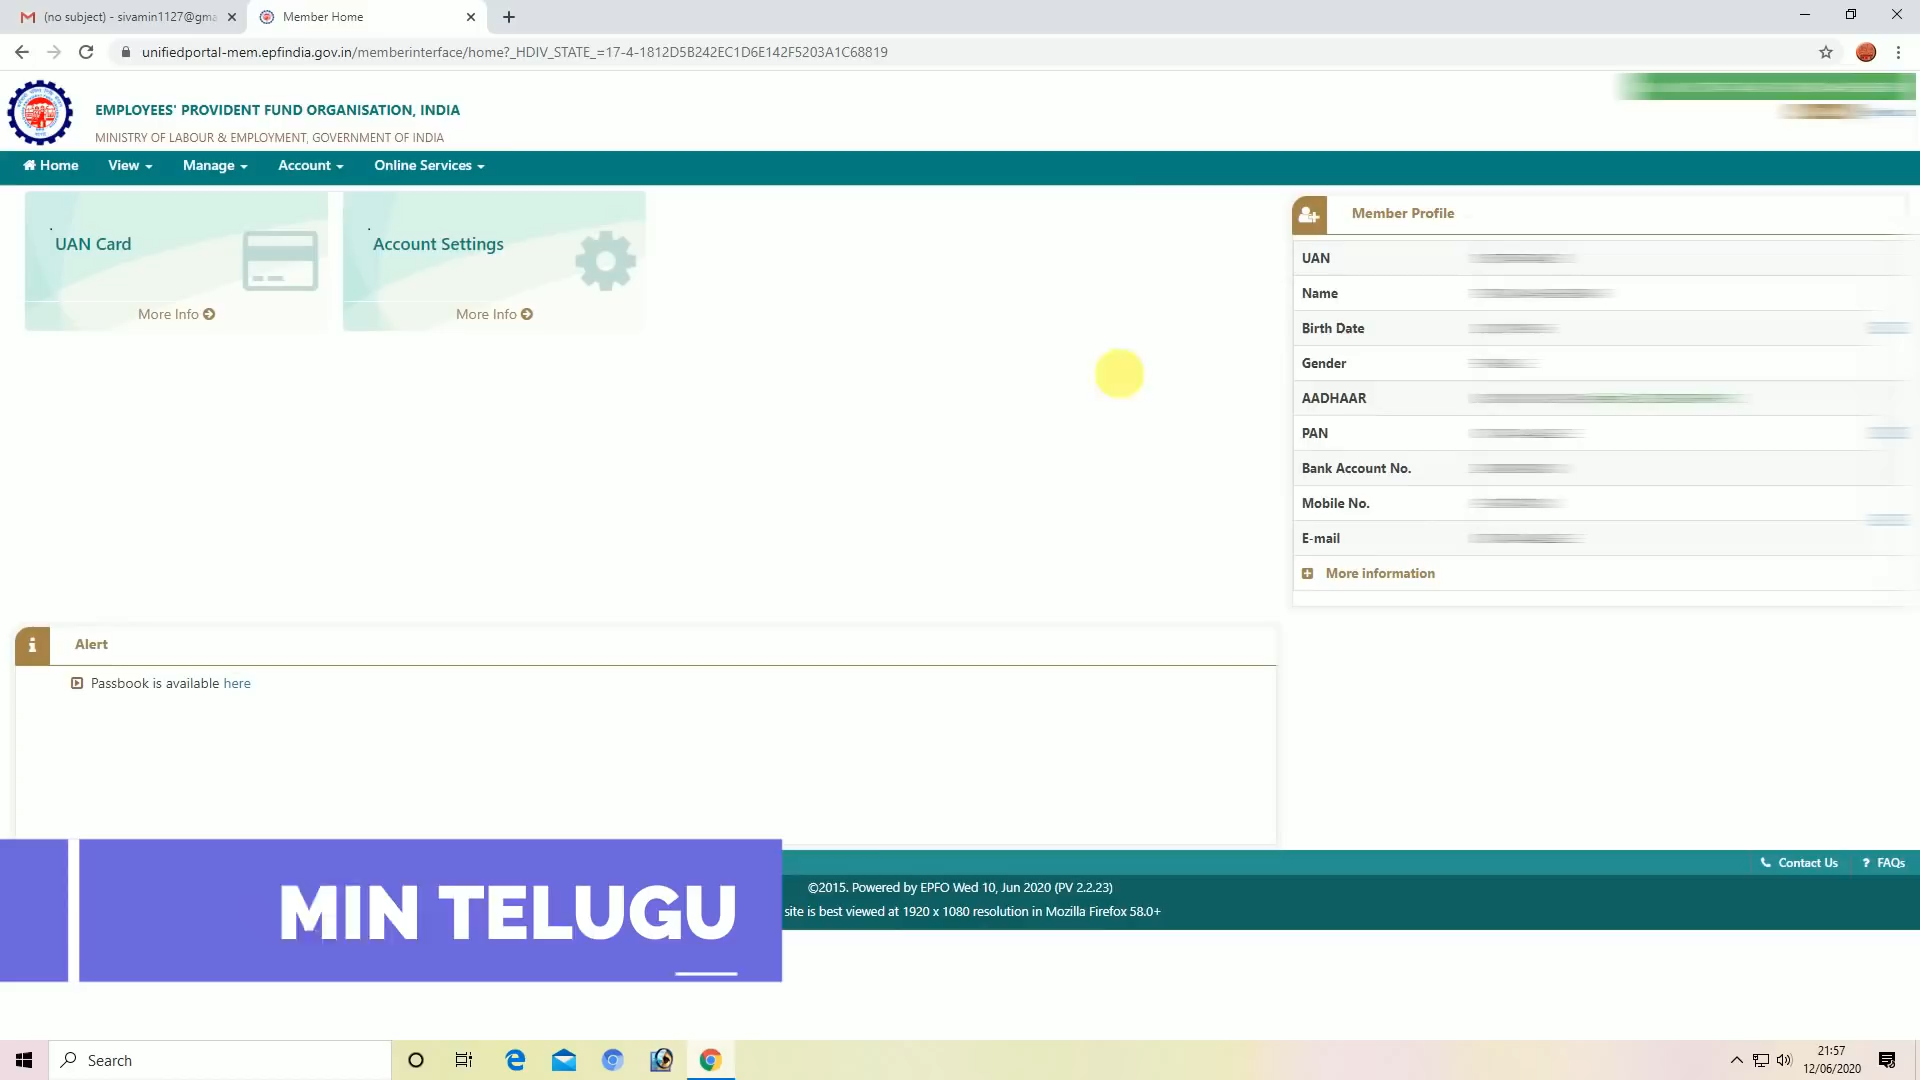 (no subject) - sivamin1127@gma
Member Home
unifiedportal-mem.epfindia.gov.in/memberinterface/home?_HDIV_STATE_=17-4-1812D5B242EC1D6E142F5203A1C68819
EMPLOYEES' PROVIDENT FUND ORGANISATION, INDIA
MINISTRY OF LABOUR & EMPLOYMENT, GOVERNMENT OF INDIA
Home View Manage Account Online Services
UAN Card
More Info
Account Settings
More Info
Member Profile
UAN
Name
Birth Date
Gender
AADHAAR
PAN
Bank Account No.
Mobile No.
E-mail
More information
Alert
Passbook is available here
MIN TELUGU
Contact Us ? FAQs
©2015. Powered by EPFO Wed 10, Jun 2020 (PV 2.2.23)
site is best viewed at 1920 x 1080 resolution in Mozilla Firefox 58.0+
Search
21:57
12/06/2020